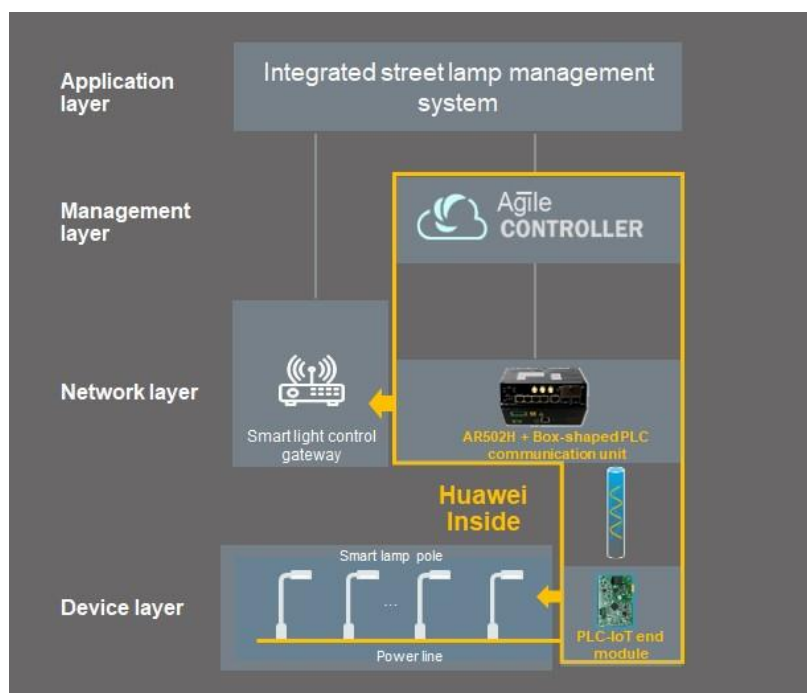 Application
layer
Integrated street lamp management
system
Management
layer
Agile
CONTROLLER
Network layer
Smart light control
gateway
AR502H + Box-shaped PLC
communication unit
Huawei
Inside
Device layer
Smart lamp pole
...
Power line
PLC-IoT end
module